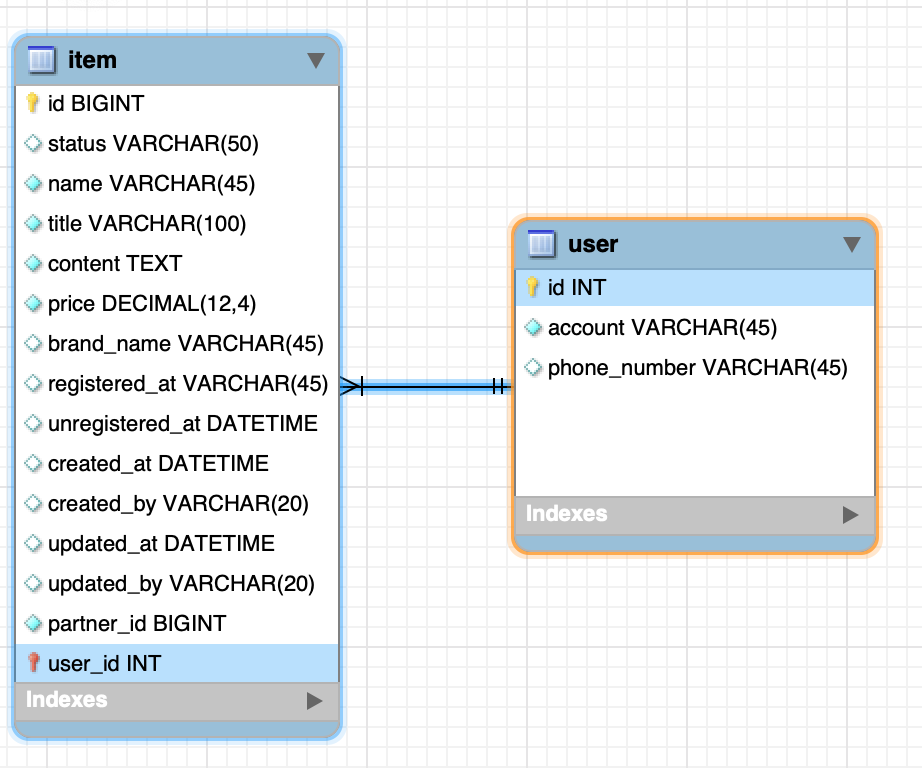 item
id BIGINT
status VARCHAR(50)
name VARCHAR(45)
title VARCHAR(100)
content TEXT
price DECIMAL(12,4)
brand_name VARCHAR(45)
registered_at VARCHAR(45)
unregistered_at DATETIME
created_at DATETIME
created_by VARCHAR(20)
updated_at DATETIME
updated_by VARCHAR(20)
partner_id BIGINT
user_id INT
Indexes
user
id INT
account VARCHAR(45)
phone_number VARCHAR(45)
Indexes